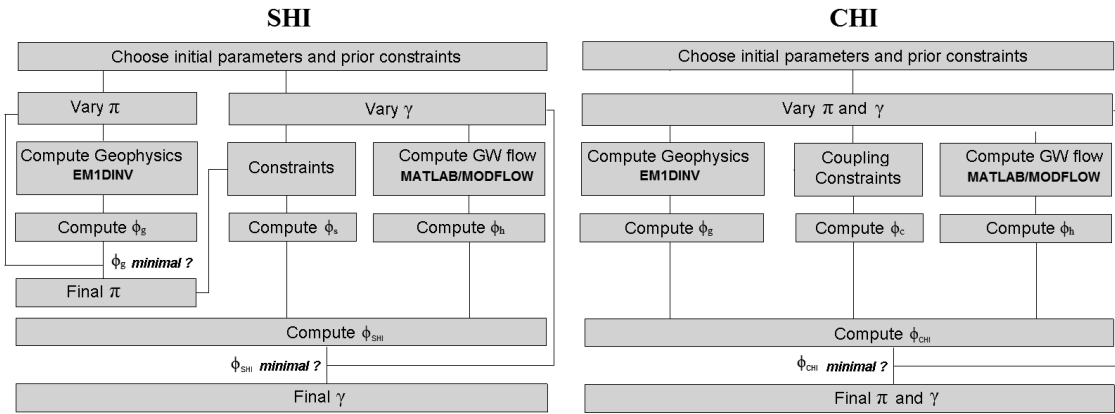 SHI
Choose initial parameters and prior constraints
Vary π
Vary γ
Compute Geophysics
EM1DINV
Constraints
Compute GW flow
MATLAB/MODFLOW
Compute ϕg
Compute ϕs
Compute ϕh
ϕg minimal ?
Final π
Compute ϕSHI
ϕSHI minimal ?
Final γ
CHI
Choose initial parameters and prior constraints
Vary π and γ
Compute Geophysics
EM1DINV
Coupling
Constraints
Compute GW flow
MATLAB/MODFLOW
Compute ϕg
Compute ϕc
Compute ϕh
Compute ϕCHI
ϕCHI minimal ?
Final π and γ